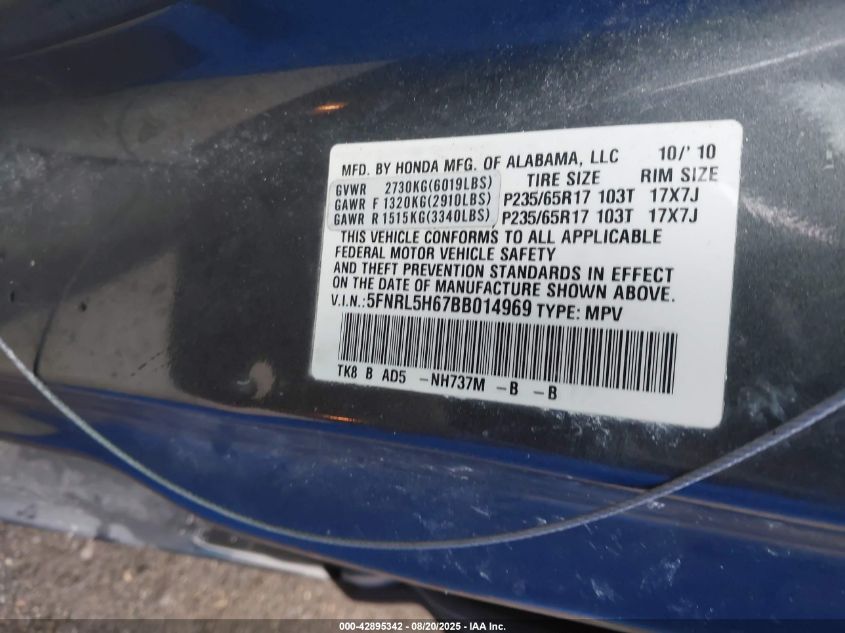 MFD. BY HONDA MFG. OF ALABAMA, LLC 10/' 10
GVWR 2730KG(6019LBS) TIRE SIZE RIM SIZE
GAWR F 1320KG(2910LBS) P235/65R17 103T 17X7J
GAWR R 1515KG(3340LBS) P235/65R17 103T 17X7J
THIS VEHICLE CONFORMS TO ALL APPLICABLE
FEDERAL MOTOR VEHICLE SAFETY
AND THEFT PREVENTION STANDARDS IN EFFECT
ON THE DATE OF MANUFACTURE SHOWN ABOVE.
V.I.N.:5FNRL5H67BB014969 TYPE: MPV
TK8 B AD5 -NH737M -B -B
000-42895342 | 08/20/2025 - IAA Inc.